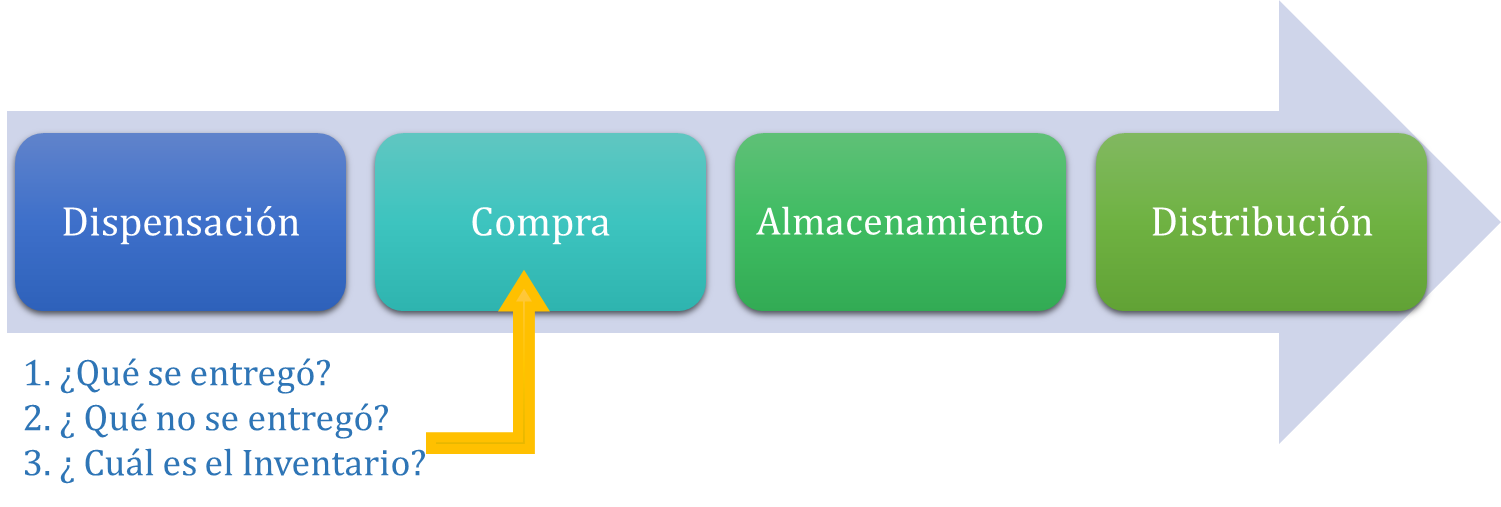 Dispensación
Compra
Almacenamiento
Distribución
1. ¿Qué se entregó?
2. ¿ Qué no se entregó?
3. ¿ Cuál es el Inventario?